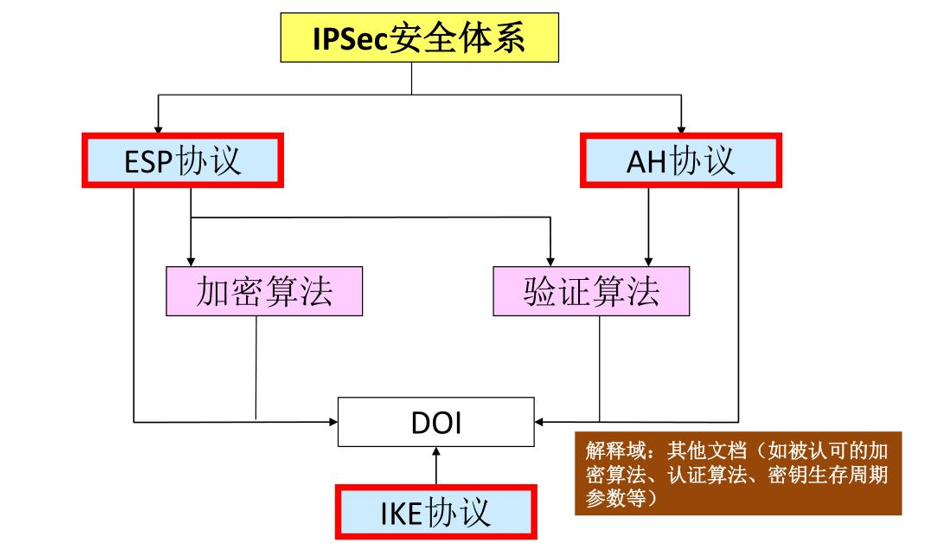 IPSec安全体系
ESP协议
AH协议
加密算法
验证算法
DOI
解释域：其他文档（如被认可的加
密算法、认证算法、密钥生存周期
参数等）
IKE协议